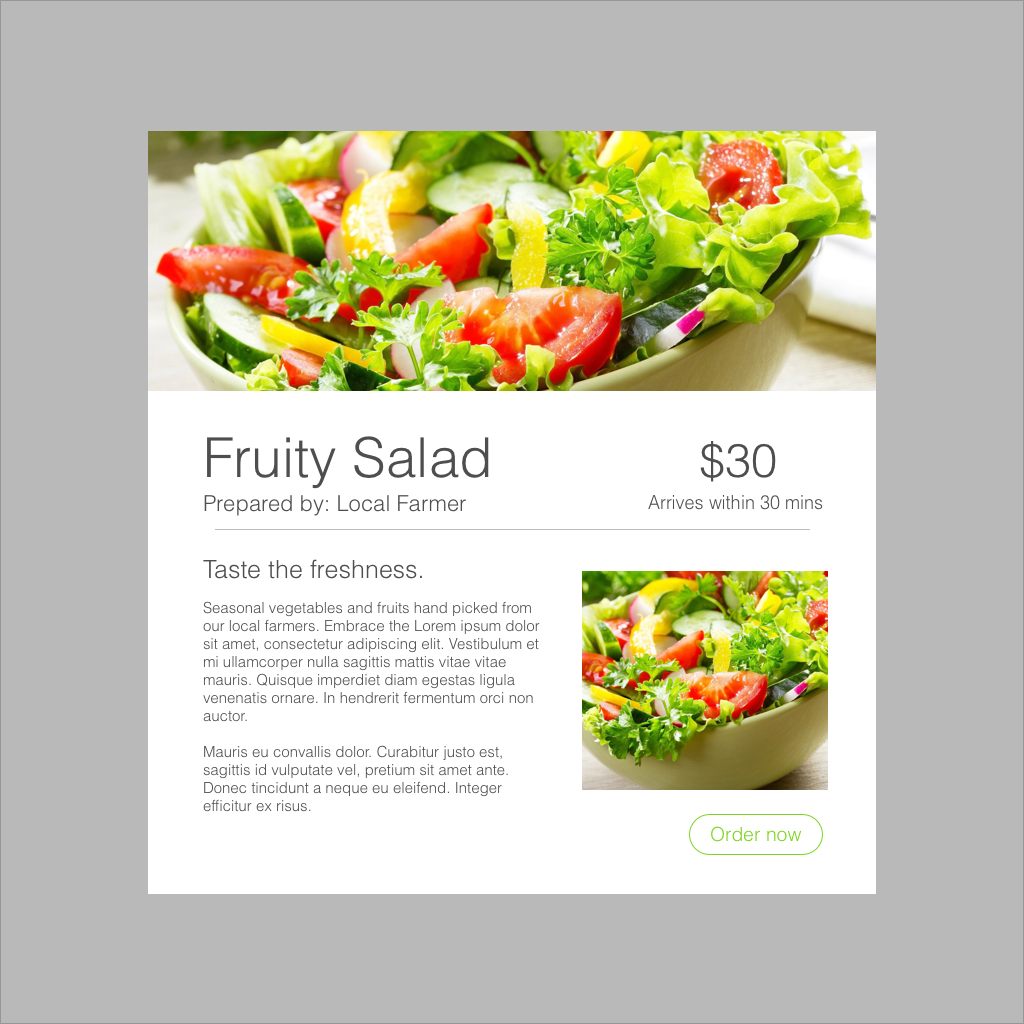 Fruity Salad
$30
Prepared by: Local Farmer
Arrives within 30 mins
Taste the freshness.
Seasonal vegetables and fruits hand picked from
our local farmers. Embrace the Lorem ipsum dolor
sit amet, consectetur adipiscing elit. Vestibulum et
mi ullamcorper nulla sagittis mattis vitae vitae
mauris. Quisque imperdiet diam egestas ligula
venenatis ornare. In hendrerit fermentum orci non
auctor.
Mauris eu convallis dolor. Curabitur justo est,
sagittis id vulputate vel, pretium sit amet ante.
Donec tincidunt a neque eu eleifend. Integer
efficitur ex risus.
Order now